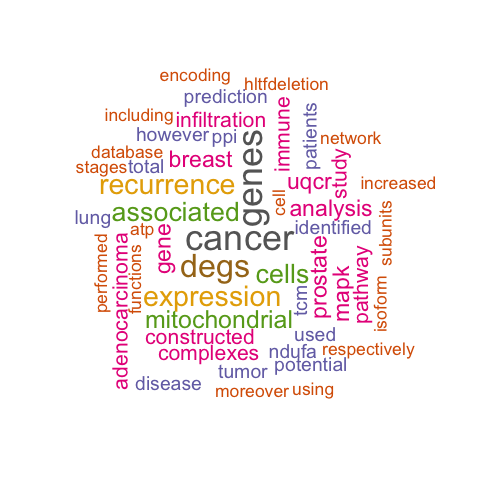 encoding
hltfdeletion
prediction
including
infiltration
however
ppi
genes
immune
patients
network
database
stages
total
breast
cell
uqcr
study
increased
recurrence
associated
lung
atp
gene
analysis
identified
cancer
performed
adenocarcinoma
functions
degs
cells
tcm
prostate
mapk
pathway
isoform
subunits
expression
mitochondrial
constructed
used
complexes
ndufa
respectively
tumor
potential
disease
moreover
using